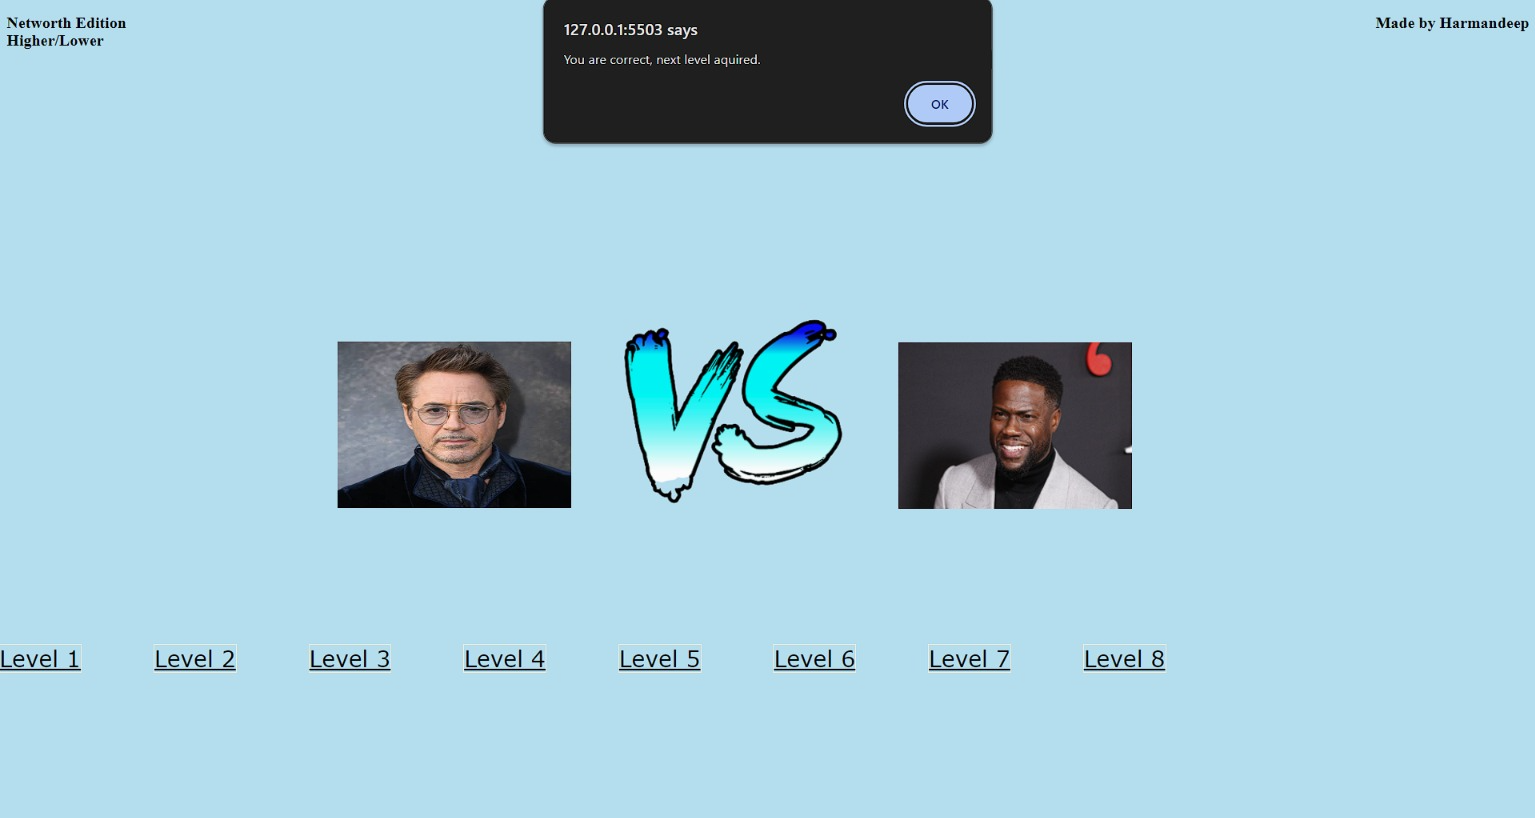 Networth Edition
Higher/Lower
127.0.0.1:5503 says
You are correct, next level aquired.
OK
Made by Harmandeep
VS
Level 1
Level 2
Level 3
Level 4
Level 5
Level 6
Level 7
Level 8